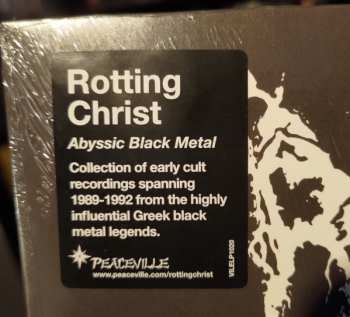 Rotting
Christ
Abyssic Black Metal
Collection of early cult
recordings spanning
1989-1992 from the highly
influential Greek black
metal legends.
PEACEVILLE
www.peaceville.com/rottingchrist
VILELP1020